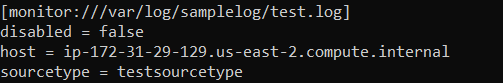 [monitor:///var/log/samplelog/test.log]
disabled = false
host = ip-172-31-29-129.us-east-2.compute.internal
sourcetype = testsourcetype